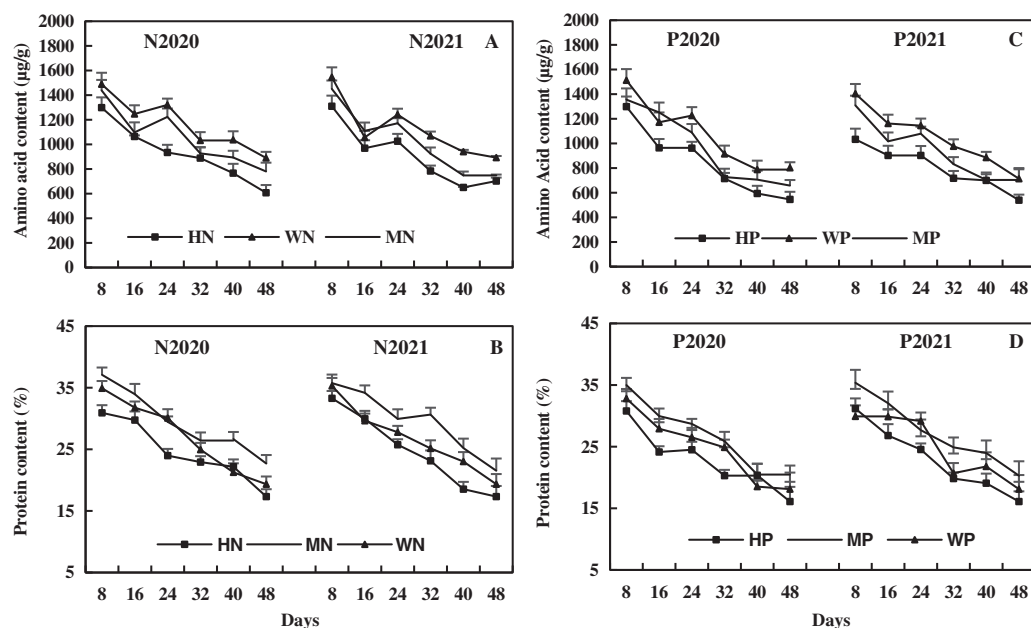 Amino acid content (µg/g)
2000
1800
1600
1400
1200
1000
800
600
400
200
0
N2020 N2021 A
HN WN MN
8 16 24 32 40 48 8 16 24 32 40 48
Amino acid content (µg/g)
2000
1800
1600
1400
1200
1000
800
600
400
200
0
P2020 P2021 C
HP WP MP
8 16 24 32 40 48 8 16 24 32 40 48
Protein content (%)
45
35
25
15
5
N2020 N2021 B
HN MN WN
8 16 24 32 40 48 8 16 24 32 40 48
Days
Protein content (%)
45
35
25
15
5
P2020 P2021 D
HP MP WP
8 16 24 32 40 48 8 16 24 32 40 48
Days